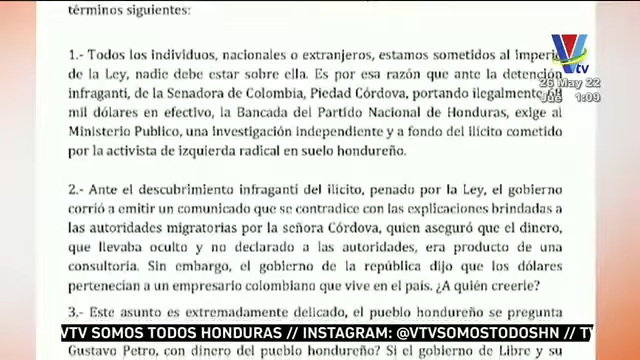 términos siguientes:
1.- Todos los individuos, nacionales o extranjeros, estamos sometidos al imperio
de la Ley, nadie debe estar sobre ella. Es por esa razón que ante la detención
infraganti, de la Senadora de Colombia, Piedad Córdova, portando ilegalmente 68
mil dólares en efectivo, la Bancada del Partido Nacional de Honduras, exige al
Ministerio Publico, una investigación independiente y a fondo del ilícito cometido
por la activista de izquierda radical en suelo hondureño.
2.- Ante el descubrimiento infraganti del ilícito, penado por la Ley, el gobierno
corrió a emitir un comunicado que se contradice con las explicaciones brindadas a
las autoridades migratorias por la señora Córdova, quien aseguró que el dinero,
que llevaba oculto y no declarado a las autoridades, era producto de una
consultoría. Sin embargo, el gobierno de la república dijo que los dólares
pertenecían a un empresario colombiano que vive en el país. ¿A quién creerle?
3.- Este asunto es extremadamente delicado, el pueblo hondureño se pregunta
Gustavo Petro, con dinero del pueblo hondureño? Si el gobierno de Libre y su
VTV SOMOS TODOS HONDURAS // INSTAGRAM: @VTVSOMOSTODOSHN //
Vtv
26 May 22
Jue 1:09